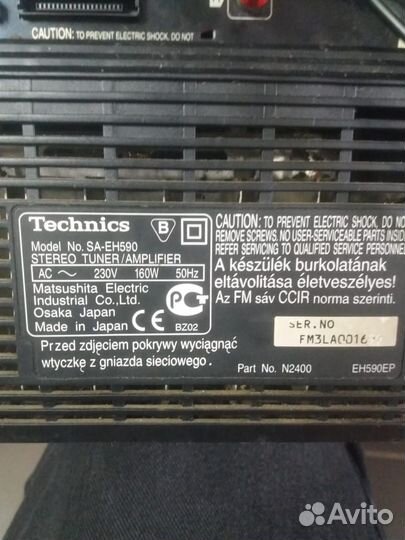 CAUTION: TO PREVENT ELECTRIC SHOCK. DO NOT
Technics
B
Model No. SA-EH590
STEREO TUNER/AMPLIFIER
AC ~ 230V 160W 50Hz
Matsushita Electric
Industrial Co.,Ltd.
Osaka Japan
Made in Japan CE
BZ02
Przed zdjęciem pokrywy wyciągnąć
wtyczkę z gniazda sieciowego.
CAUTION: TO PREVENT ELECTRIC SHOCK, DO NOT
REMOVE SCREWS. NO USER-SERVICEABLE PARTS INSIDE.
REFER SERVICING TO QUALIFIED SERVICE PERSONNEL.
A készülék burkolatának
eltávolítása életveszélyes!
Az FM sáv CCIR norma szerinti.
SER.NO
Part No. N2400
EH590EP
Avito